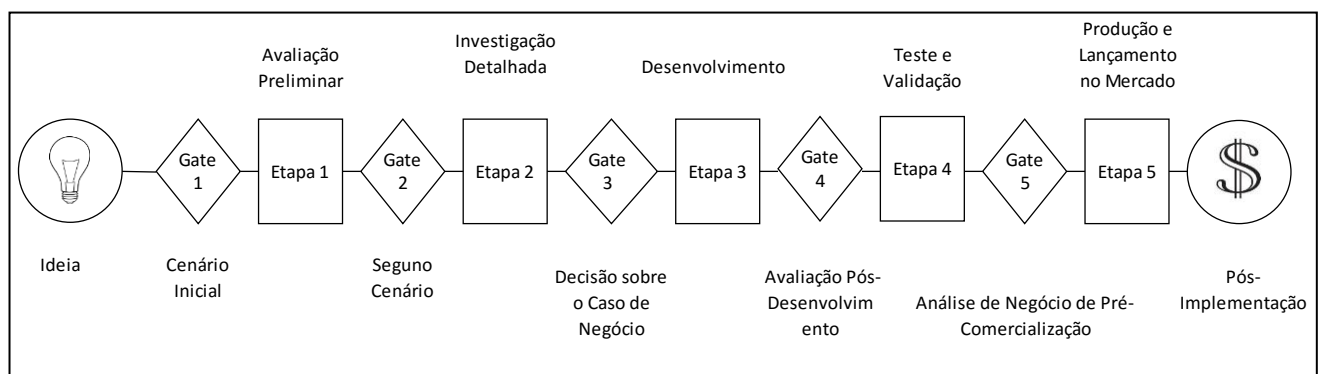 Avaliação
Preliminar
Investigação
Detalhada
Desenvolvimento
Teste e
Validação
Produção e
Lançamento
no Mercado
Gate
1
Etapa 1
Gate
2
Etapa 2
Gate
3
Etapa 3
Gate
4
Etapa 4
Gate
5
Etapa 5
$
Ideia
Cenário
Inicial
Seguno
Cenário
Decisão sobre
o Caso de
Negócio
Avaliação Pós-
Desenvolvim
ento
Análise de Negócio de Pré-
Comercialização
Pós-
Implementação